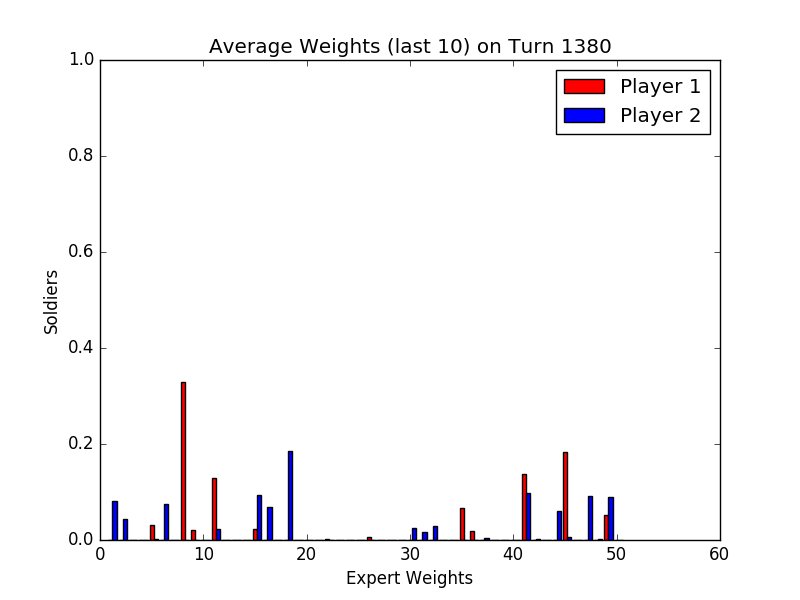 Average Weights (last 10) on Turn 1380
1.0
0.8
0.6
0.4
0.2
0.0
Soldiers
Player 1
Player 2
0 10 20 30 40 50 60
Expert Weights